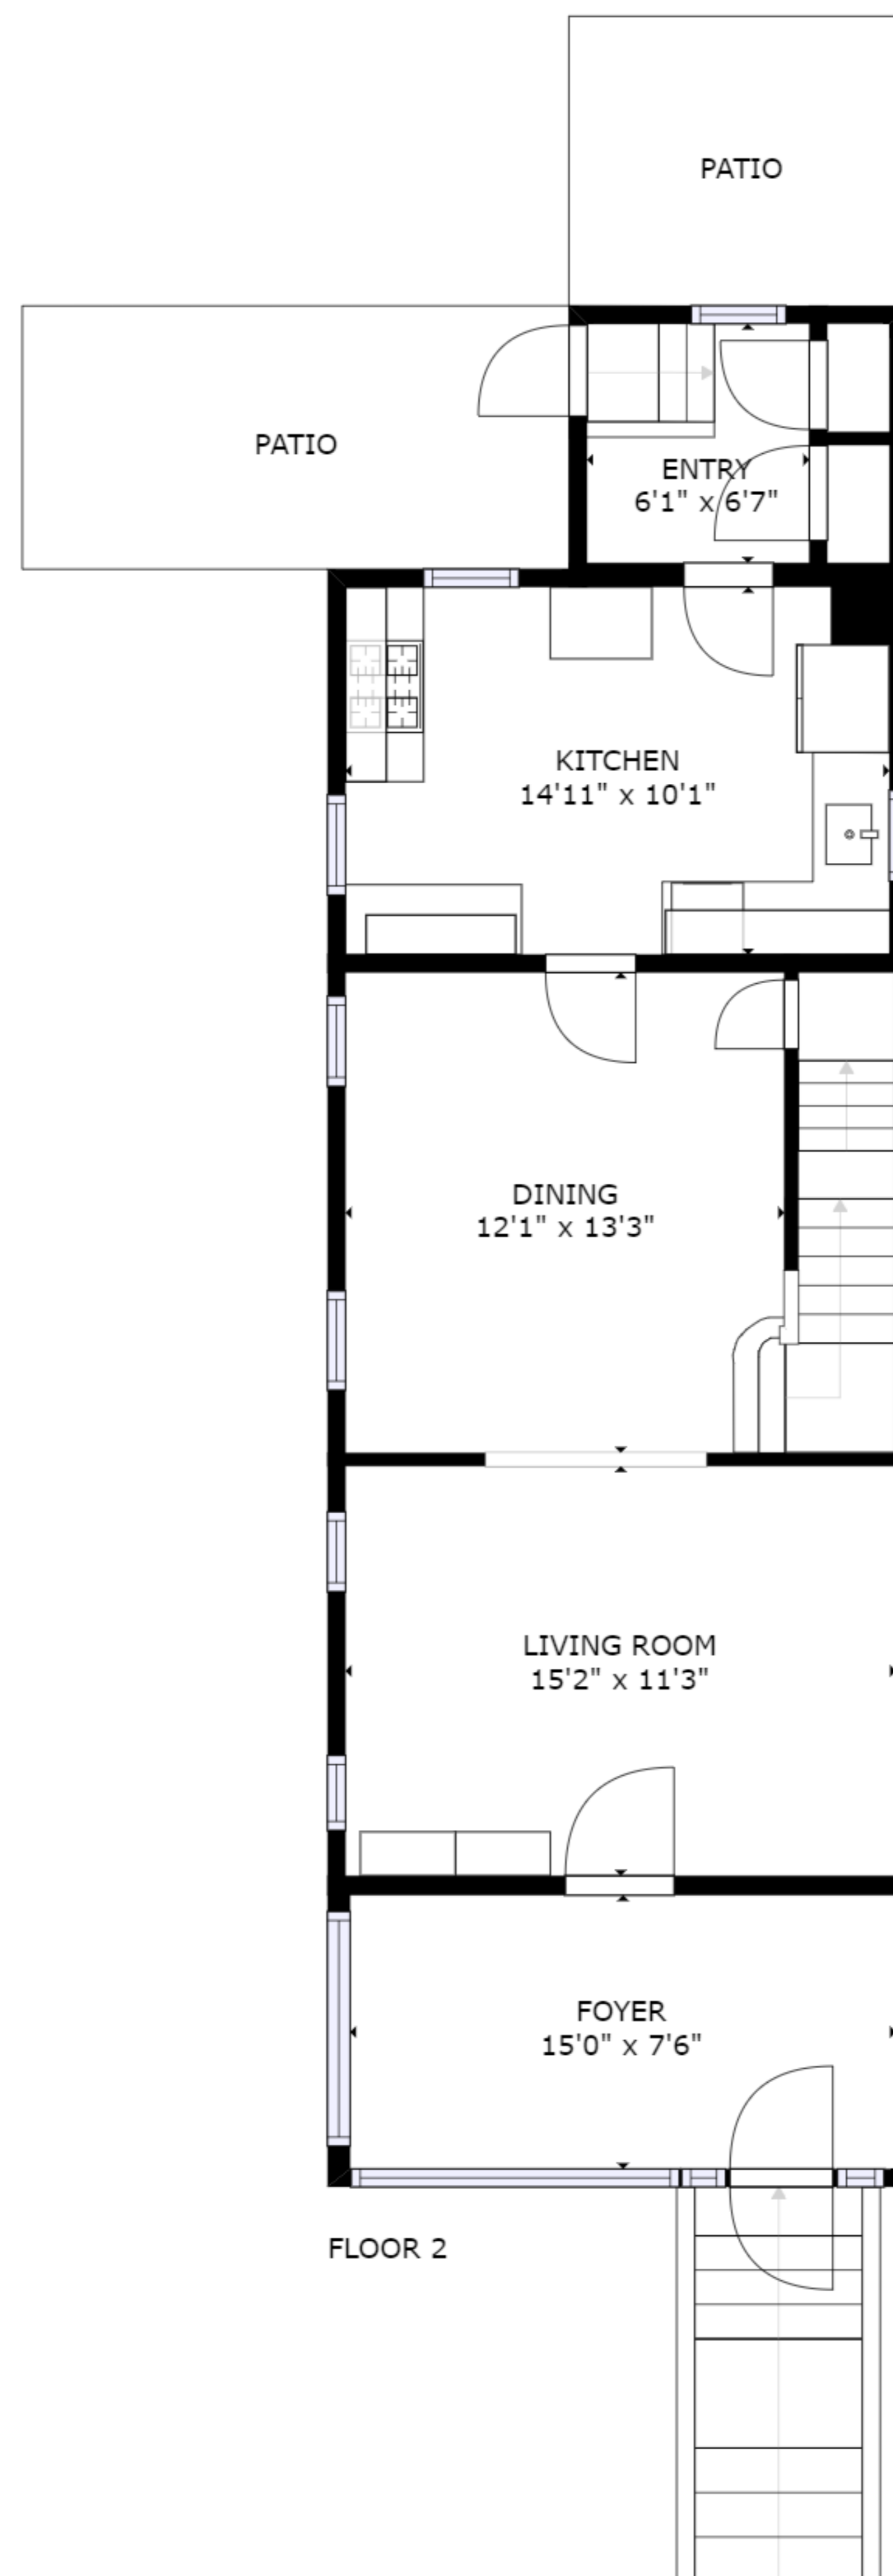 PATIO
PATIO
ENTRY
6'1" x 6'7"
KITCHEN
14'11" x 10'1"
DINING
12'1" x 13'3"
LIVING ROOM
15'2" x 11'3"
FOYER
15'0" x 7'6"
FLOOR 2